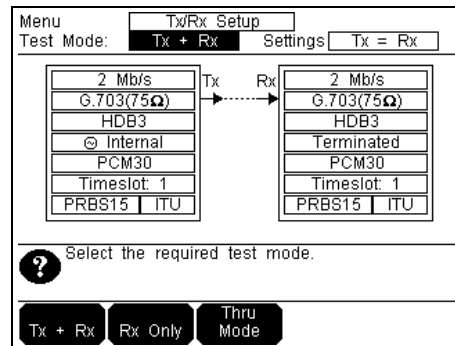 Menu Tx/Rx Setup
Test Mode: Tx + Rx Settings Tx = Rx
2 Mb/s Tx Rx 2 Mb/s
G.703(75Ω) G.703(75Ω)
HDB3 HDB3
Internal Terminated
PCM30 PCM30
Timeslot: 1 Timeslot: 1
PRBS15 ITU PRBS15 ITU
? Select the required test mode.
Tx + Rx Rx Only Thru Mode